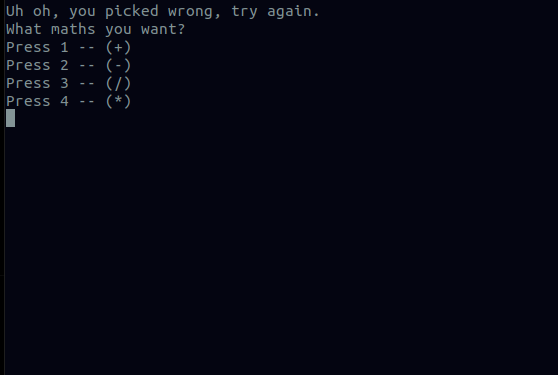 Uh oh, you picked wrong, try again.
What maths you want?
Press 1 -- (+)
Press 2 -- (-)
Press 3 -- (/)
Press 4 -- (*)